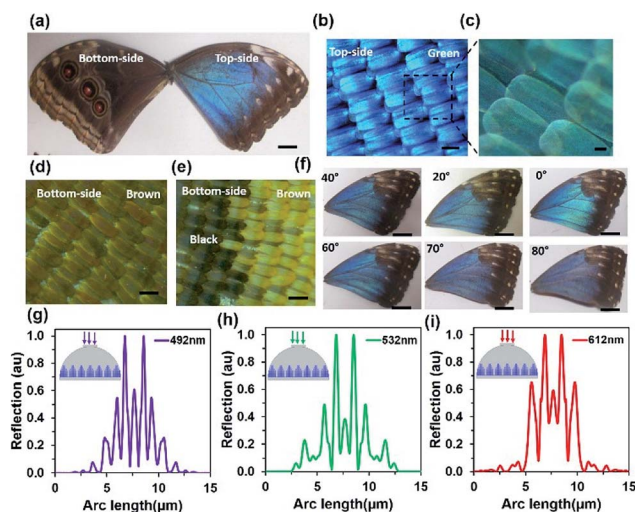 (a)
Bottom-side
Top-side
(b)
Top-side
Green
(c)
(d)
Bottom-side
Brown
(e)
Bottom-side
Brown
Black
(f)
40°
20°
0°
60°
70°
80°
(g)
Reflection (au)
1.0
0.8
0.6
0.4
0.2
0.0
492nm
0 5 10 15
Arc length(µm)
(h)
Reflection (au)
1.0
0.8
0.6
0.4
0.2
0.0
532nm
0 5 10 15
Arc length(µm)
(i)
Reflection (au)
1.0
0.8
0.6
0.4
0.2
0.0
612nm
0 5 10 15
Arc length(µm)